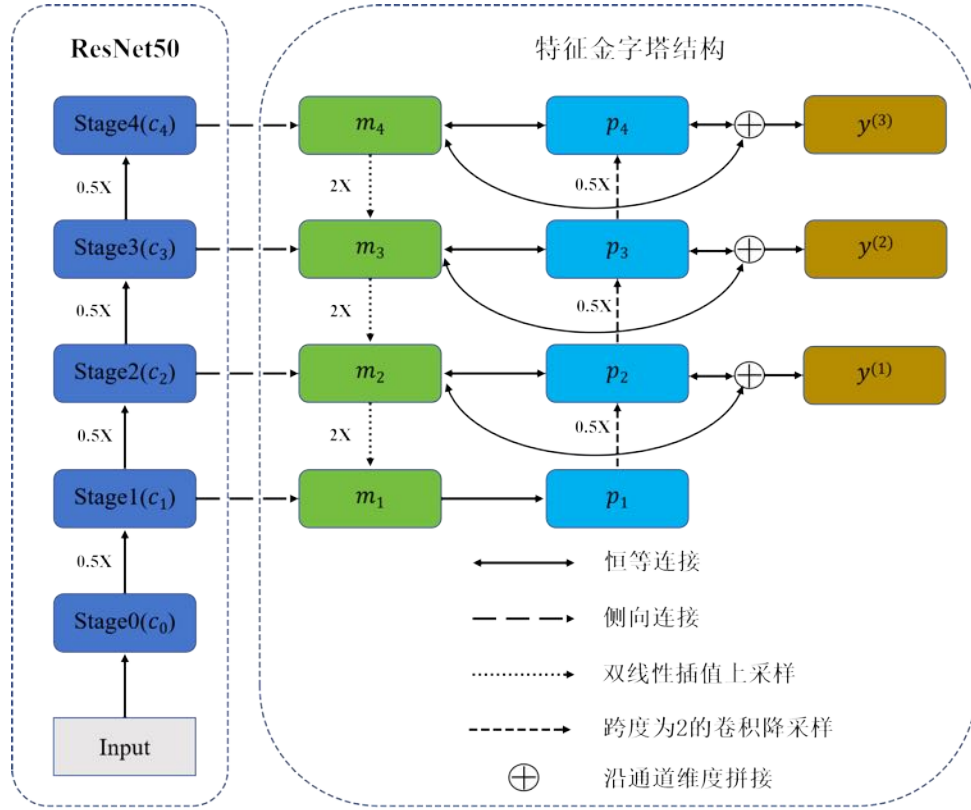 ResNet50
特征金字塔结构
Stage4(c₄)
m₄
p₄
y⁽³⁾
0.5X
2X
0.5X
Stage3(c₃)
m₃
p₃
y⁽²⁾
0.5X
2X
0.5X
Stage2(c₂)
m₂
p₂
y⁽¹⁾
0.5X
2X
0.5X
Stage1(c₁)
m₁
p₁
0.5X
Stage0(c₀)
Input
恒等连接
侧向连接
双线性插值上采样
跨度为2的卷积降采样
沿通道维度拼接